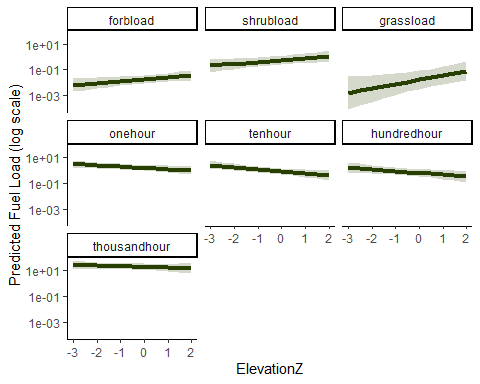 forbload shrubload grassload
1e+01
1e-01
1e-03
onehour tenhour hundredhour
1e+01
1e-01
1e-03
-3 -2 -1 0 1 2 -3 -2 -1 0 1 2
thousandhour
1e+01
1e-01
1e-03
-3 -2 -1 0 1 2
ElevationZ
Predicted Fuel Load (log scale)